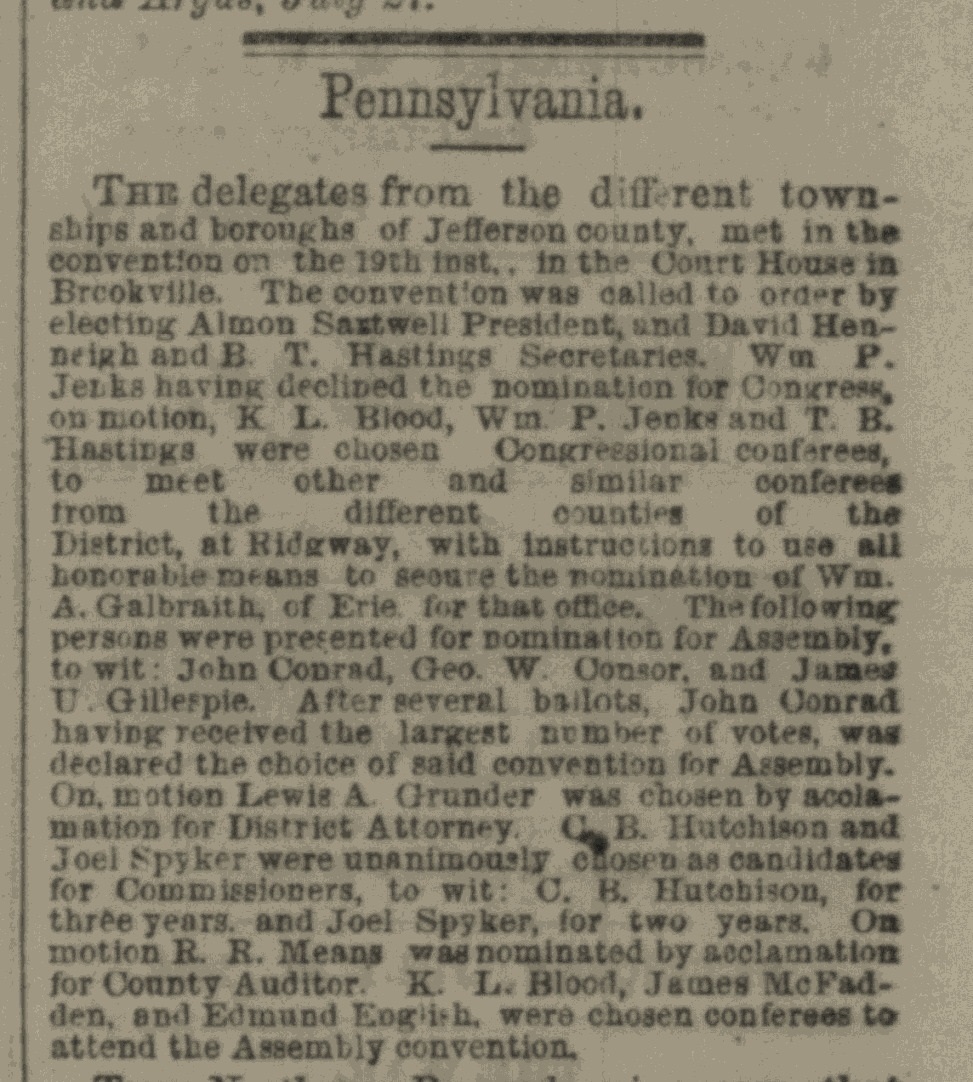 and Argus, July 27.
Pennsylvania.
THE delegates from the different town-
ships and boroughs of Jefferson county, met in the
convention on the 19th inst., in the Court House in
Brookville. The convention was called to order by
electing Almon Sartwell President, and David Hen-
neigh and B. T. Hastings Secretaries. Wm P.
Jenks having declined the nomination for Congress,
on motion, K L. Blood, Wm. P. Jenks and T. B.
Hastings were chosen Congressional conferees,
to meet other and similar conferees
from the different counties of the
District, at Ridgway, with instructions to use all
honorable means to secure the nomination of Wm.
A. Galbraith, of Erie, for that office. The following
persons were presented for nomination for Assembly,
to wit: John Conrad, Geo. W. Consor, and James
U. Gillespie. After several ballots, John Conrad
having received the largest number of votes, was
declared the choice of said convention for Assembly.
On, motion Lewis A. Grunder was chosen by accla-
mation for District Attorney. C. B. Hutchison and
Joel Spyker were unanimously chosen as candidates
for Commissioners, to wit: C. B. Hutchison, for
three years. and Joel Spyker, for two years. On
motion R. R. Means was nominated by acclamation
for County Auditor. K. L. Blood, James McFad-
den, and Edmund English, were chosen conferees to
attend the Assembly convention.